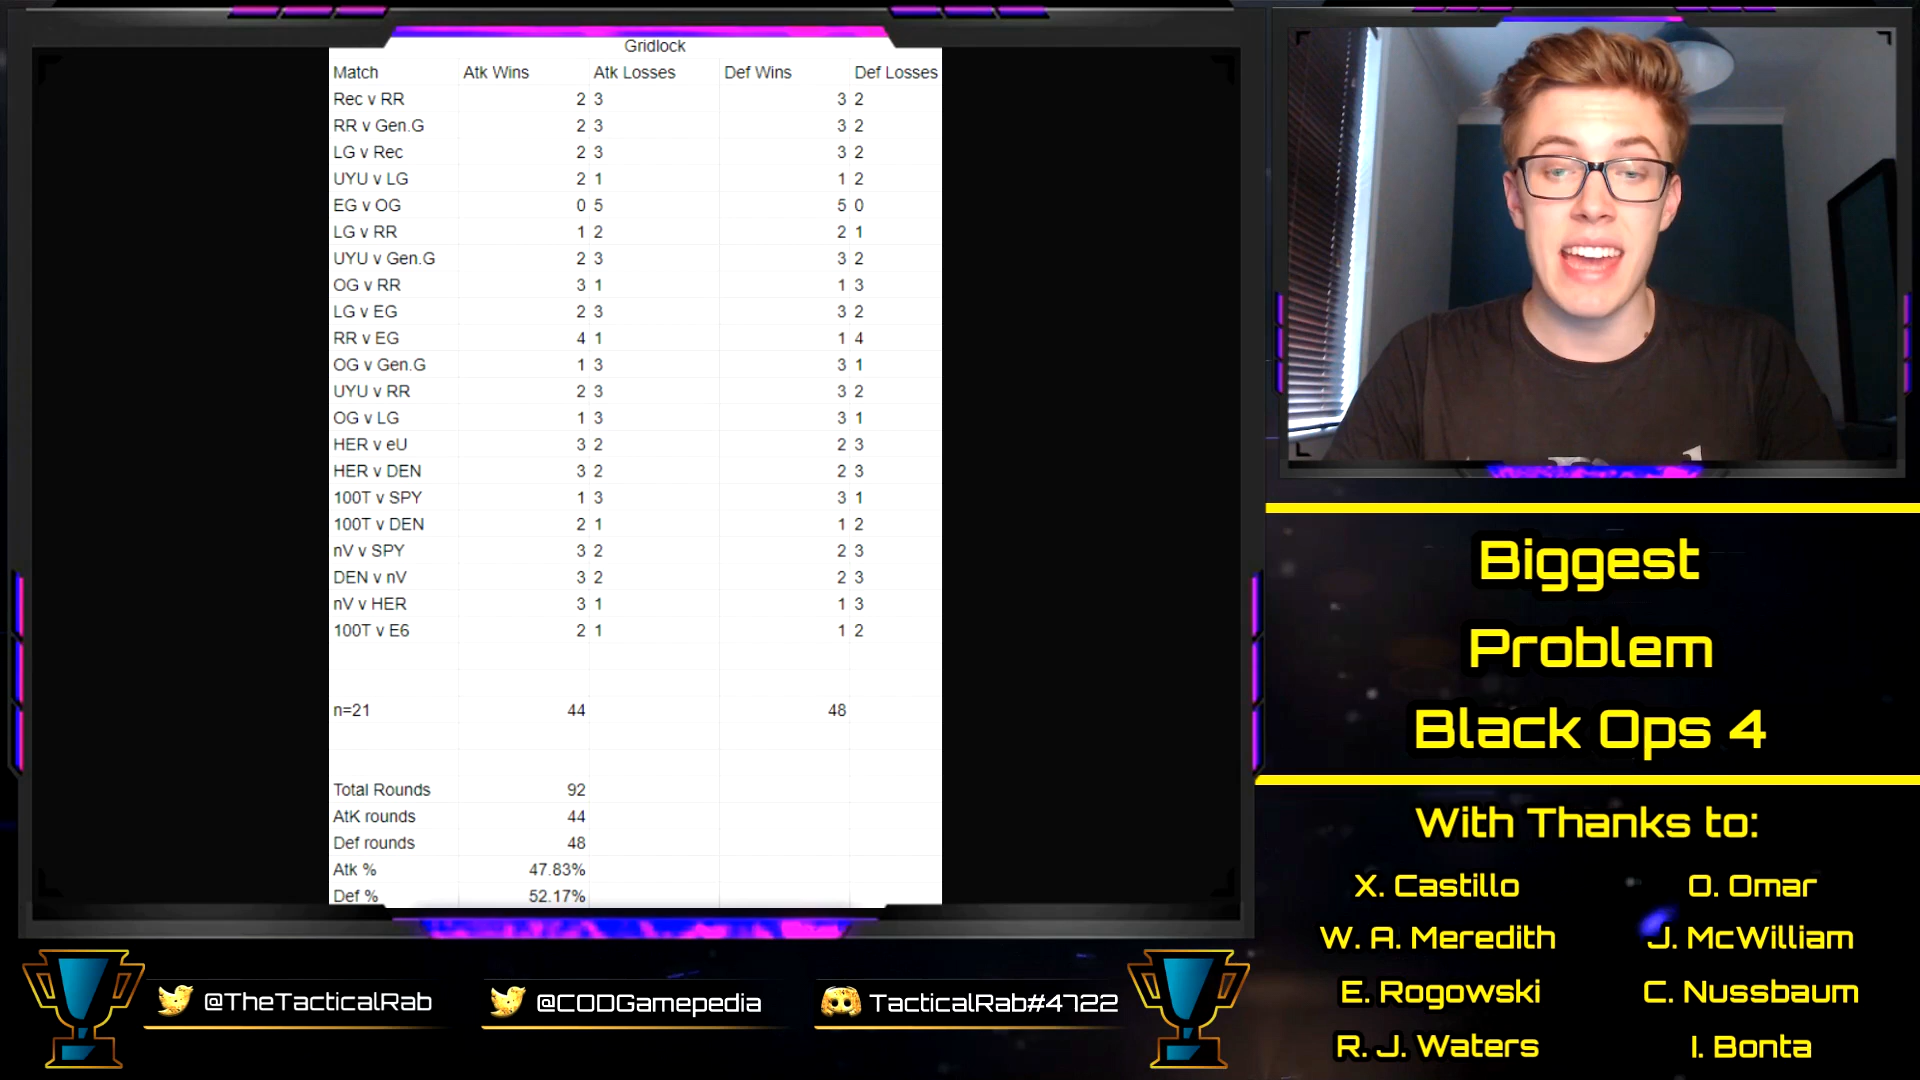 Gridlock
Match Atk Wins Atk Losses Def Wins Def Losses
Rec v RR 2 3 3 2
RR v Gen.G 2 3 3 2
LG v Rec 2 3 3 2
UYU v LG 2 1 1 2
EG v OG 0 5 5 0
LG v RR 1 2 2 1
UYU v Gen.G 2 3 3 2
OG v RR 3 1 1 3
LG v EG 2 3 3 2
RR v EG 4 1 1 4
OG v Gen.G 1 3 3 1
UYU v RR 2 3 3 2
OG v LG 1 3 3 1
HER v eU 3 2 2 3
HER v DEN 3 2 2 3
100T v SPY 1 3 3 1
100T v DEN 2 1 1 2
nV v SPY 3 2 2 3
DEN v nV 3 2 2 3
nV v HER 3 1 1 3
100T v E6 2 1 1 2
n=21 44 48
Total Rounds 92
AtK rounds 44
Def rounds 48
Atk % 47.83%
Def % 52.17%
Biggest
Problem
Black Ops 4
With Thanks to:
X. Castillo O. Omar
W. A. Meredith J. McWilliam
E. Rogowski C. Nussbaum
R. J. Waters I. Bonta
@TheTacticalRab @CODGamepedia TacticalRab#4722